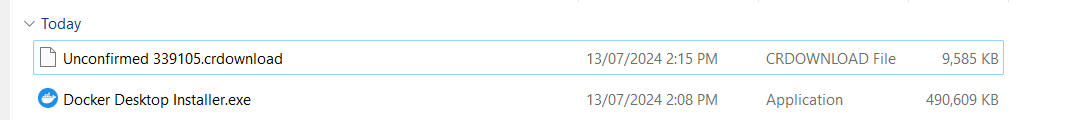 Today
Unconfirmed 339105.crdownload 13/07/2024 2:15 PM CRDOWNLOAD File 9,585 KB
Docker Desktop Installer.exe 13/07/2024 2:08 PM Application 490,609 KB